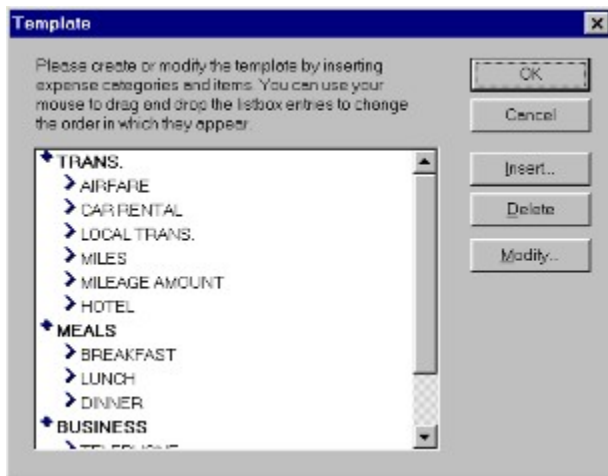 Template
Please create or modify the template by inserting
expense categories and items. You can use your
mouse to drag and drop the listbox entries to change
the order in which they appear.
OK
Cancel
Insert...
Delete
Modify...
TRANS.
AIRFARE
CAR RENTAL
LOCAL TRANS.
MILES
MILEAGE AMOUNT
HOTEL
MEALS
BREAKFAST
LUNCH
DINNER
BUSINESS